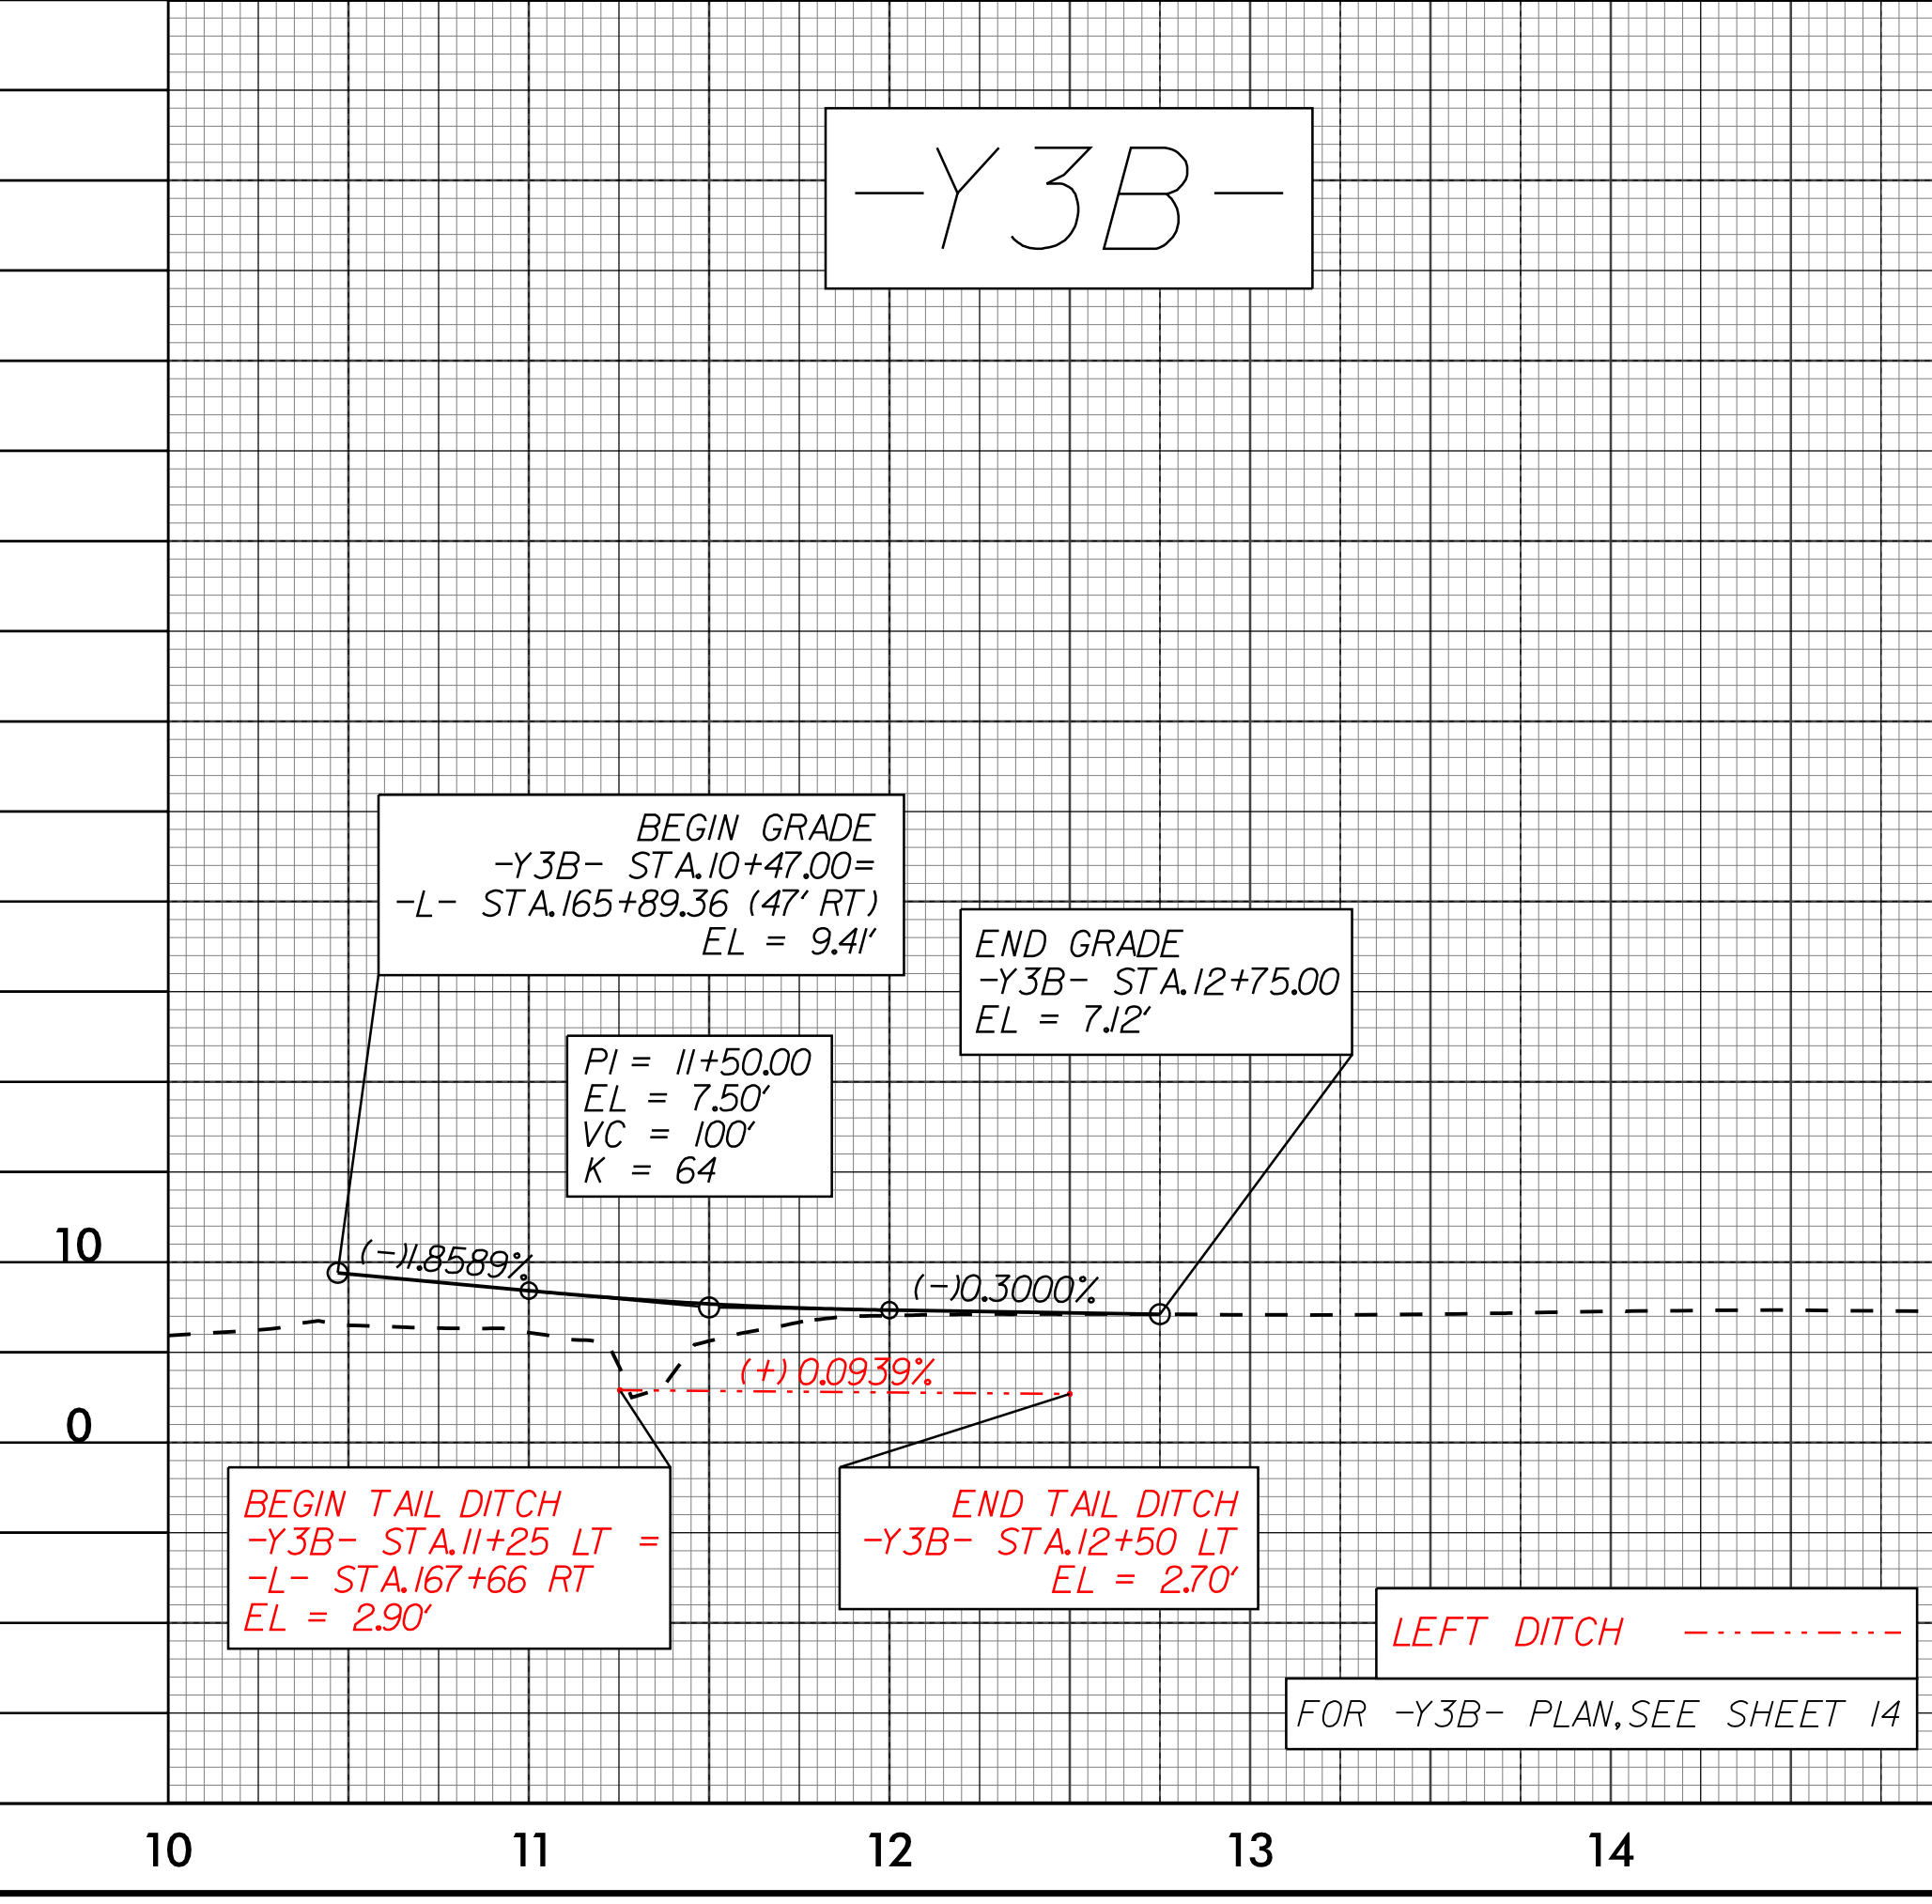 -Y3B-
BEGIN GRADE
-Y3B- STA.10+47.00=
-L- STA.165+89.36 (47' RT)
EL = 9.41'
END GRADE
-Y3B- STA.12+75.00
EL = 7.12'
PI = 11+50.00
EL = 7.50'
VC = 100'
K = 64
10
(-)1.8589%
(-)0.3000%
(+) 0.0939%
0
BEGIN TAIL DITCH
-Y3B- STA.11+25 LT =
-L- STA.167+66 RT
EL = 2.90'
END TAIL DITCH
-Y3B- STA.12+50 LT
EL = 2.70'
LEFT DITCH
FOR -Y3B- PLAN, SEE SHEET 14
10 11 12 13 14